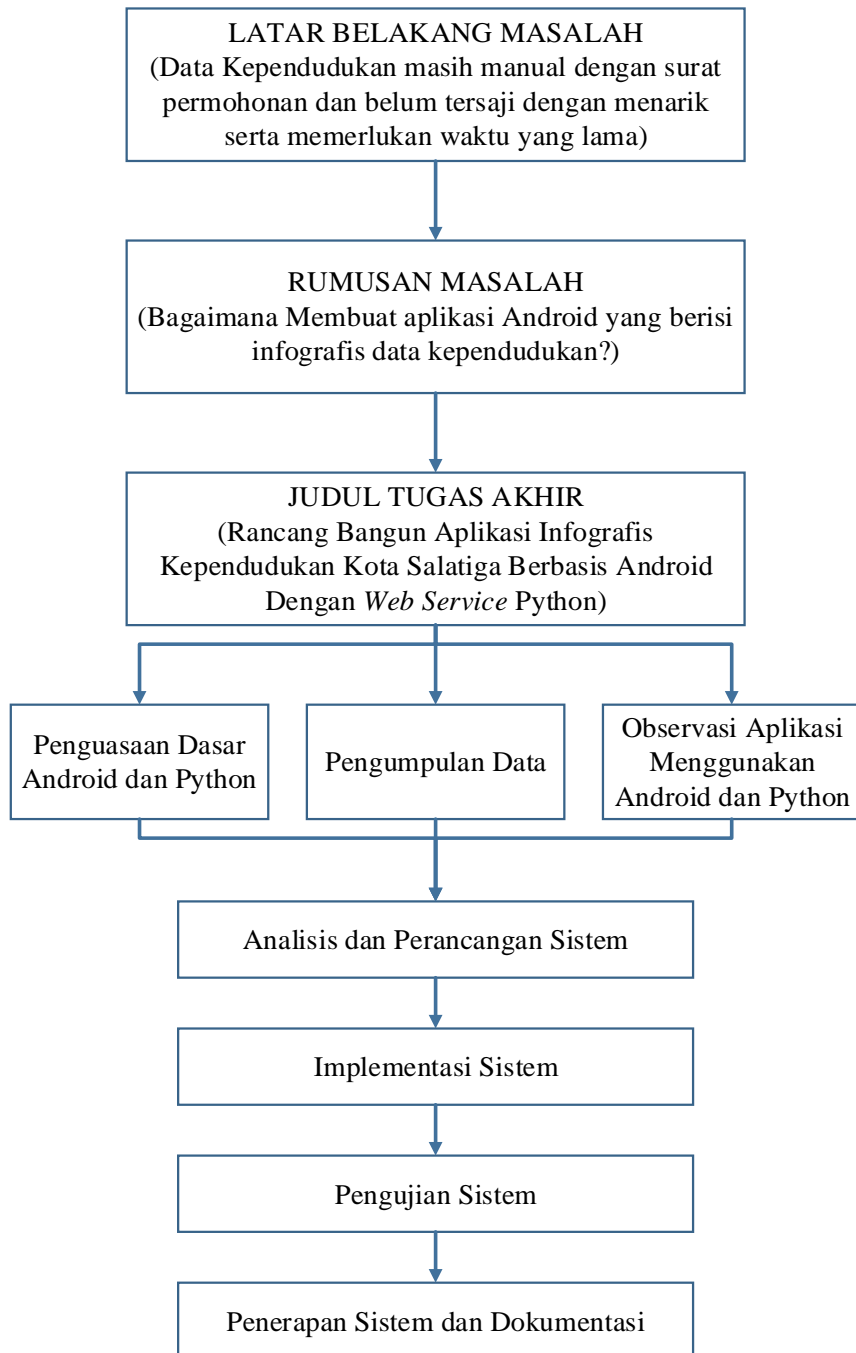 LATAR BELAKANG MASALAH
(Data Kependudukan masih manual dengan surat
permohonan dan belum tersaji dengan menarik
serta memerlukan waktu yang lama)
RUMUSAN MASALAH
(Bagaimana Membuat aplikasi Android yang berisi
infografis data kependudukan?)
JUDUL TUGAS AKHIR
(Rancang Bangun Aplikasi Infografis
Kependudukan Kota Salatiga Berbasis Android
Dengan Web Service Python)
Penguasaan Dasar
Android dan Python
Pengumpulan Data
Observasi Aplikasi
Menggunakan
Android dan Python
Analisis dan Perancangan Sistem
Implementasi Sistem
Pengujian Sistem
Penerapan Sistem dan Dokumentasi